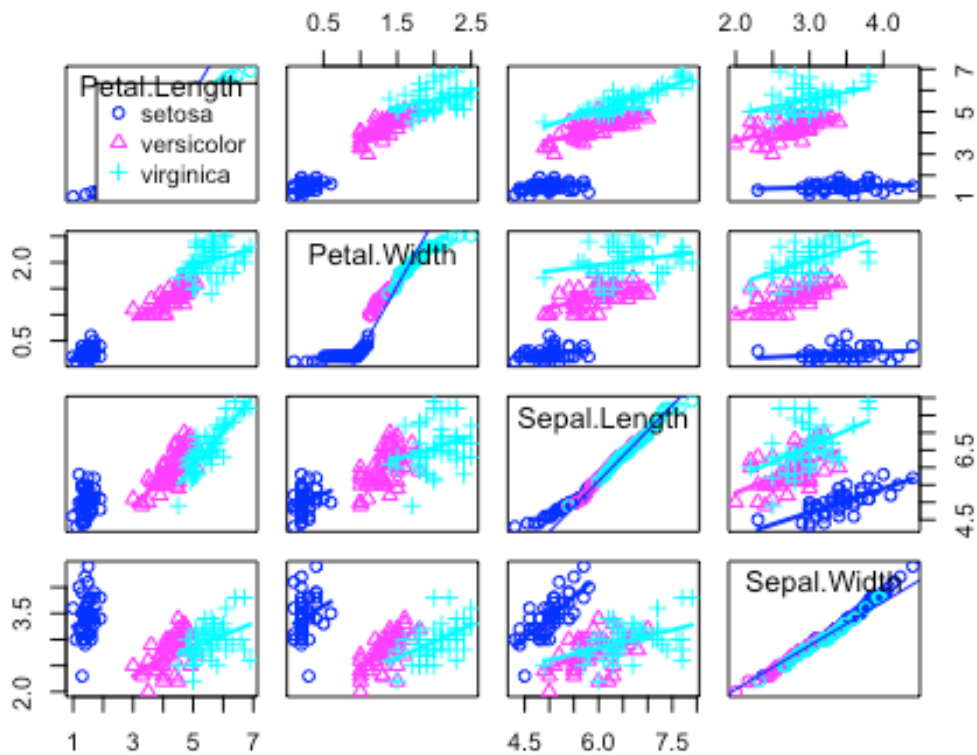 0.5 1.5 2.5 2.0 3.0 4.0
Petal.Length
setosa
versicolor
virginica
1 3 5 7
0.5 2.0
Petal.Width
Sepal.Length
4.5 6.5
2.0 3.5
Sepal.Width
1 3 5 7 4.5 6.0 7.5